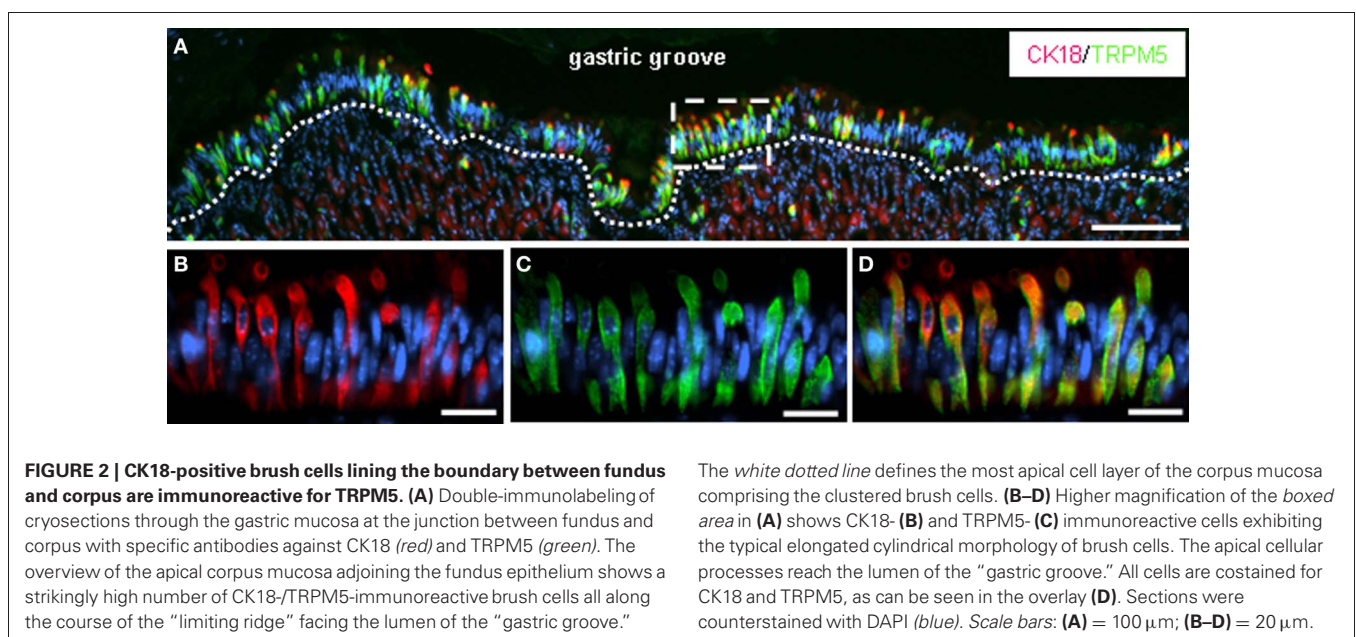 A
gastric groove
CK18/TRPM5
B
C
D
FIGURE 2 | CK18-positive brush cells lining the boundary between fundus
and corpus are immunoreactive for TRPM5. (A) Double-immunolabeling of
cryosections through the gastric mucosa at the junction between fundus and
corpus with specific antibodies against CK18 (red) and TRPM5 (green). The
overview of the apical corpus mucosa adjoining the fundus epithelium shows a
strikingly high number of CK18-/TRPM5-immunoreactive brush cells all along
the course of the “limiting ridge” facing the lumen of the “gastric groove.”
The white dotted line defines the most apical cell layer of the corpus mucosa
comprising the clustered brush cells. (B–D) Higher magnification of the boxed
area in (A) shows CK18- (B) and TRPM5- (C) immunoreactive cells exhibiting
the typical elongated cylindrical morphology of brush cells. The apical cellular
processes reach the lumen of the “gastric groove.” All cells are costained for
CK18 and TRPM5, as can be seen in the overlay (D). Sections were
counterstained with DAPI (blue). Scale bars: (A) = 100 μm; (B–D) = 20 μm.